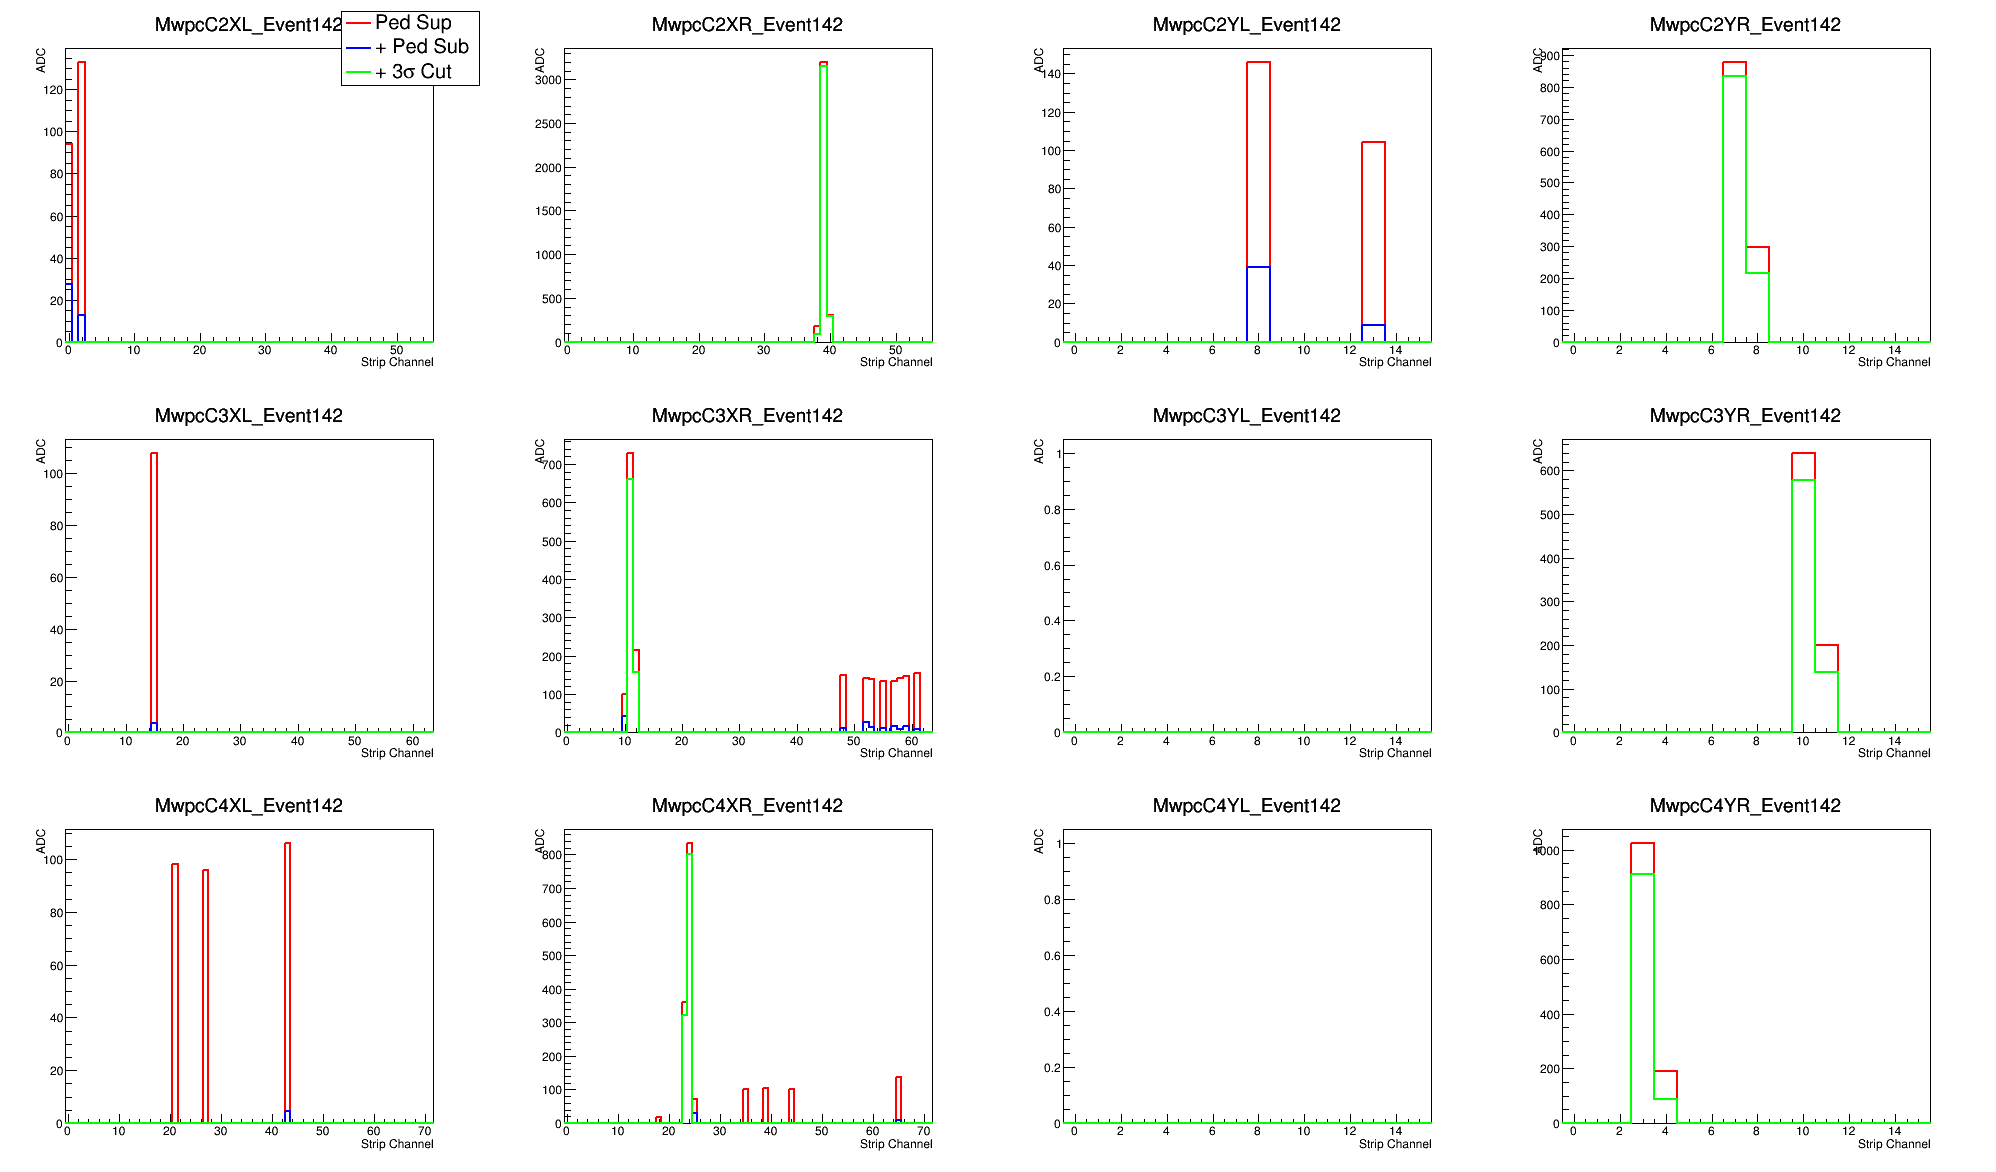 MwpcC2XL_Event142
ADC
120
100
80
60
40
20
0
0 10 20 30 40 50
Strip Channel
Ped Sup
+ Ped Sub
+ 3σ Cut
MwpcC2XR_Event142
ADC
3000
2500
2000
1500
1000
500
0
0 10 20 30 40 50
Strip Channel
MwpcC2YL_Event142
ADC
140
120
100
80
60
40
20
0
0 2 4 6 8 10 12 14
Strip Channel
MwpcC2YR_Event142
ADC
900
800
700
600
500
400
300
200
100
0
0 2 4 6 8 10 12 14
Strip Channel
MwpcC3XL_Event142
ADC
100
80
60
40
20
0
0 10 20 30 40 50 60
Strip Channel
MwpcC3XR_Event142
ADC
700
600
500
400
300
200
100
0
0 10 20 30 40 50 60
Strip Channel
MwpcC3YL_Event142
ADC
1
0.8
0.6
0.4
0.2
0
0 2 4 6 8 10 12 14
Strip Channel
MwpcC3YR_Event142
ADC
600
500
400
300
200
100
0
0 2 4 6 8 10 12 14
Strip Channel
MwpcC4XL_Event142
ADC
100
80
60
40
20
0
0 10 20 30 40 50 60 70
Strip Channel
MwpcC4XR_Event142
ADC
800
700
600
500
400
300
200
100
0
0 10 20 30 40 50 60 70
Strip Channel
MwpcC4YL_Event142
ADC
1
0.8
0.6
0.4
0.2
0
0 2 4 6 8 10 12 14
Strip Channel
MwpcC4YR_Event142
ADC
1000
800
600
400
200
0
0 2 4 6 8 10 12 14
Strip Channel